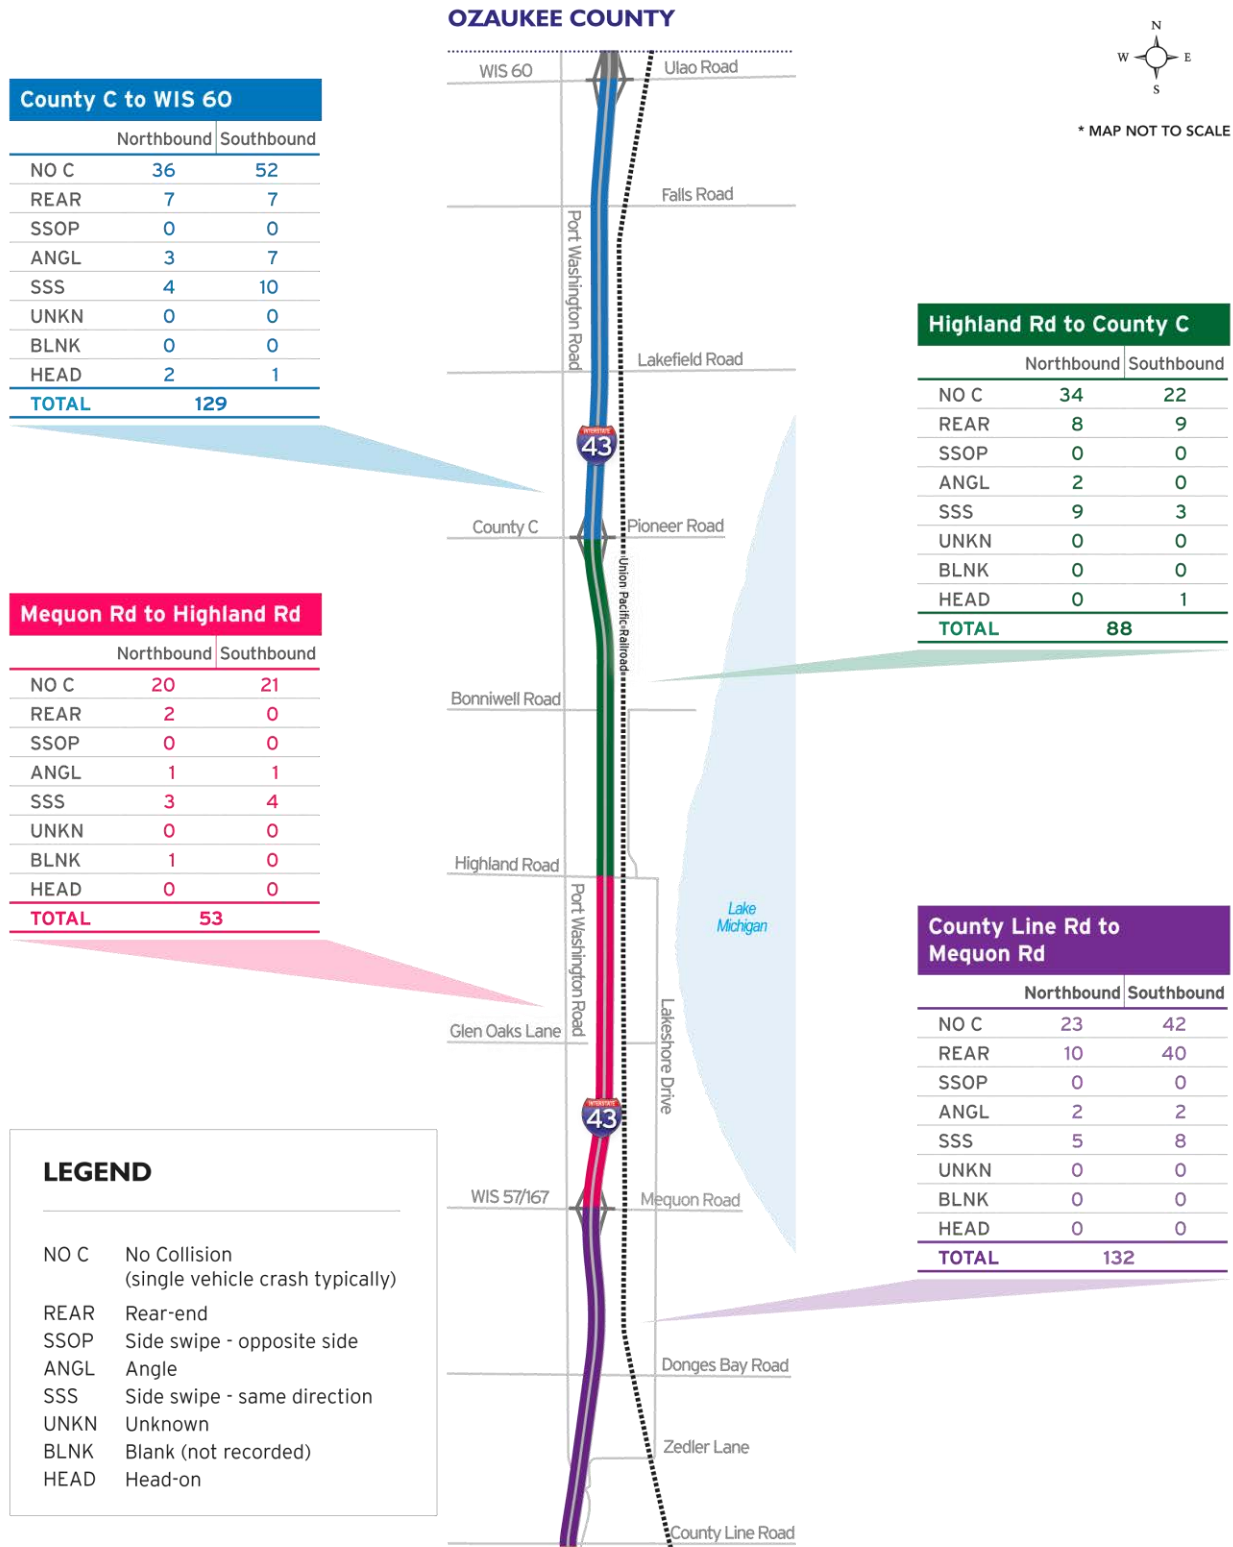 OZAUKEE COUNTY
N
W E
S
* MAP NOT TO SCALE
WIS 60
Ulao Road
Falls Road
Port Washington Road
Lakefield Road
INTERSTATE
43
County C
Pioneer Road
Union Pacific Railroad
Bonniwell Road
Highland Road
Port Washington Road
Lake
Michigan
Glen Oaks Lane
Lakeshore Drive
INTERSTATE
43
WIS 57/167
Mequon Road
Donges Bay Road
Zedler Lane
County Line Road
County C to WIS 60
Northbound Southbound
NO C 36 52
REAR 7 7
SSOP 0 0
ANGL 3 7
SSS 4 10
UNKN 0 0
BLNK 0 0
HEAD 2 1
TOTAL 129
Highland Rd to County C
Northbound Southbound
NO C 34 22
REAR 8 9
SSOP 0 0
ANGL 2 0
SSS 9 3
UNKN 0 0
BLNK 0 0
HEAD 0 1
TOTAL 88
Mequon Rd to Highland Rd
Northbound Southbound
NO C 20 21
REAR 2 0
SSOP 0 0
ANGL 1 1
SSS 3 4
UNKN 0 0
BLNK 1 0
HEAD 0 0
TOTAL 53
County Line Rd to
Mequon Rd
Northbound Southbound
NO C 23 42
REAR 10 40
SSOP 0 0
ANGL 2 2
SSS 5 8
UNKN 0 0
BLNK 0 0
HEAD 0 0
TOTAL 132
LEGEND
NO C No Collision
(single vehicle crash typically)
REAR Rear-end
SSOP Side swipe - opposite side
ANGL Angle
SSS Side swipe - same direction
UNKN Unknown
BLNK Blank (not recorded)
HEAD Head-on